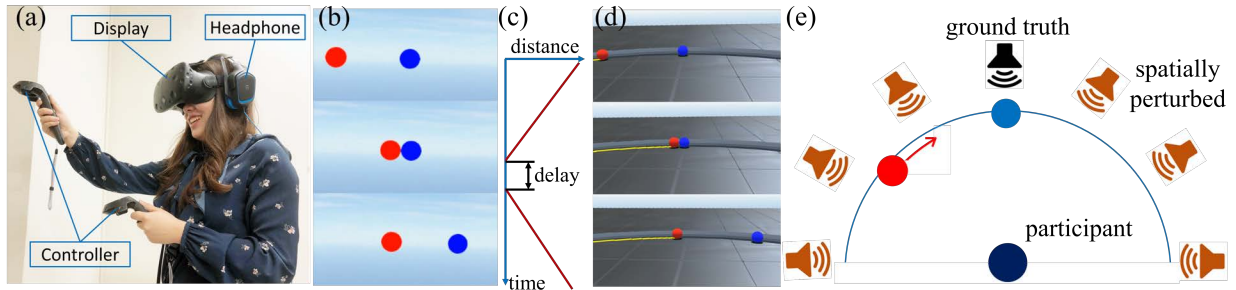 (a)
Display
Headphone
Controller
(b)
(c)
distance
delay
time
(d)
(e)
ground truth
spatially
perturbed
participant